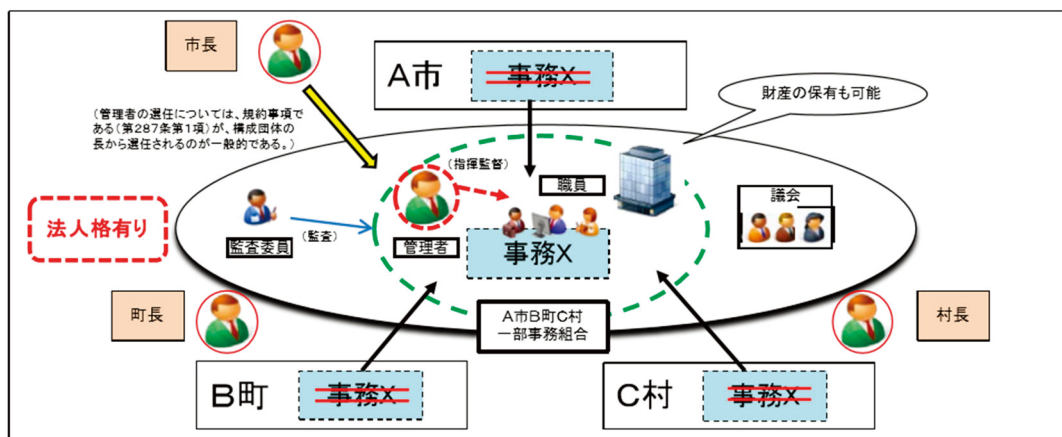 市長
A市
事務X
財産の保有も可能
(管理者の選任については、規約事項で
ある(第287条第1項)が、構成団体の
長から選任されるのが一般的である。)
(指揮監督)
職員
議会
法人格有り
監査委員
(監査)
管理者
事務X
町長
A市B町C村
一部事務組合
村長
B町
事務X
C村
事務X